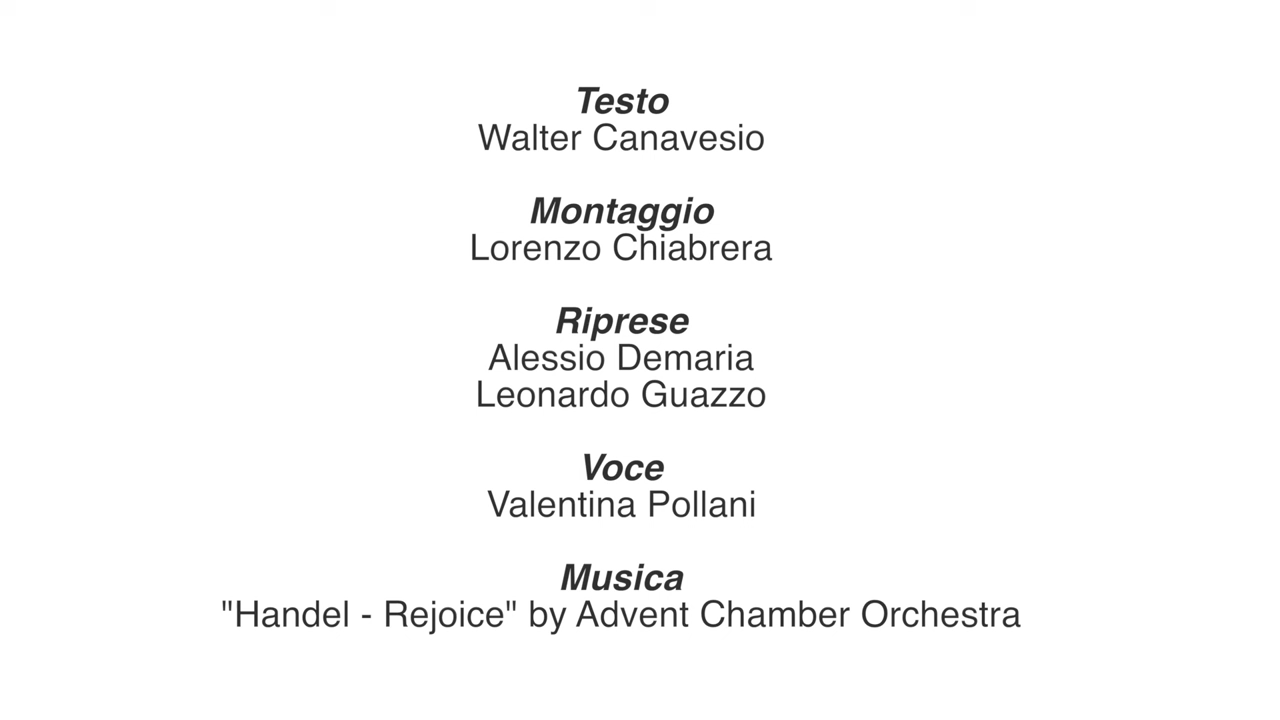 Testo
Walter Canavesio
Montaggio
Lorenzo Chiabrera
Riprese
Alessio Demaria
Leonardo Guazzo
Voce
Valentina Pollani
Musica
"Handel - Rejoice" by Advent Chamber Orchestra